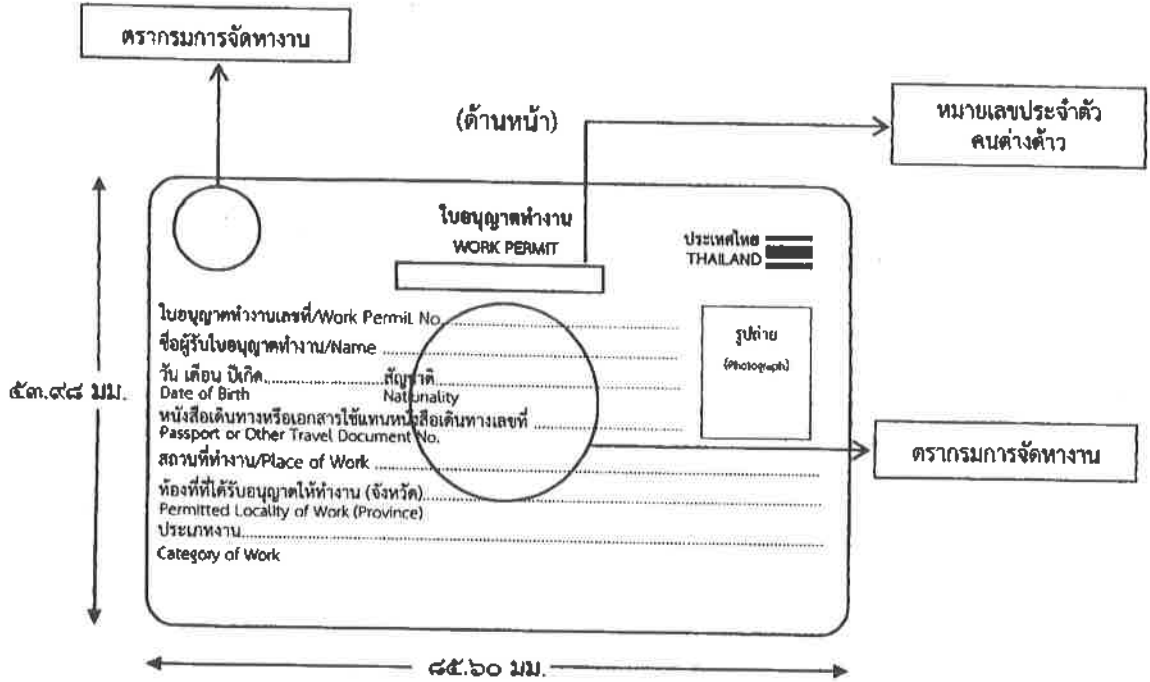 ตรากรมการจัดหางาน
(ด้านหน้า)
หมายเลขประจำตัว
คนต่างด้าว
ใบอนุญาตทำงาน
WORK PERMIT
ประเทศไทย
THAILAND
ใบอนุญาตทำงานเลขที่/Work Permit No.
ชื่อผู้รับใบอนุญาตทำงาน/Name
รูปถ่าย
(Photograph)
วัน เดือน ปีเกิด สัญชาติ
Date of Birth Nationality
๕๓.๙๘ มม.
หนังสือเดินทางหรือเอกสารใช้แทนหนังสือเดินทางเลขที่
Passport or Other Travel Document No.
ตรากรมการจัดหางาน
สถานที่ทำงาน/Place of Work
ท้องที่ที่ได้รับอนุญาตให้ทำงาน (จังหวัด)
Permitted Locality of Work (Province)
ประเภทงาน
Category of Work
๘๕.๖๐ มม.